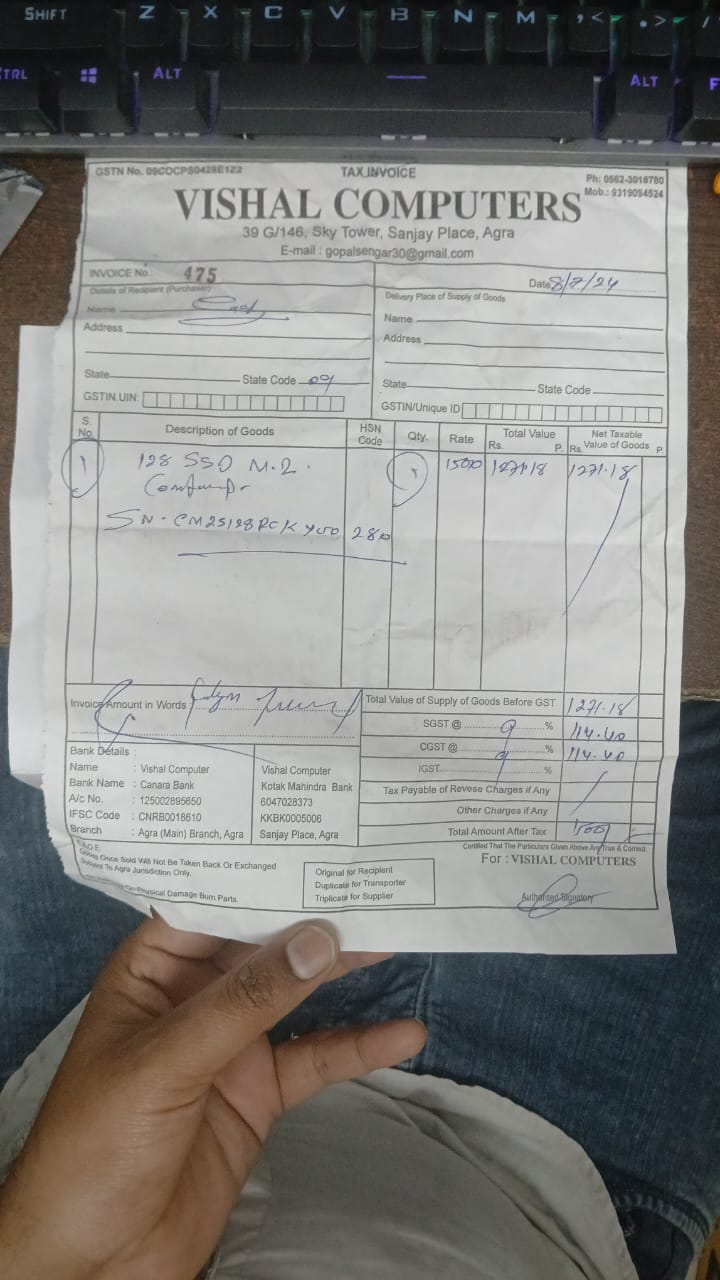 SHIFT Z X C V B N M , < . > /
CTRL ALT ALT F
GSTN No. 09COCPS0428E1Z2 TAX INVOICE Ph: 0562-3018780
Mob.: 9319094524
VISHAL COMPUTERS
39 G/146, Sky Tower, Sanjay Place, Agra
E-mail : gopalsengar30@gmail.com
INVOICE No. 475 Date 8/7/24
Details of Recipient (Purchaser) Delivery Place of Supply of Goods
Name Cash Name
Address Address
State State Code 09 State State Code
GSTIN.UIN: GSTIN/Unique ID
S. No. Description of Goods HSN Code Qty. Rate Total Value Rs. P. Net Taxable Value of Goods Rs. P.
1 128 SSD M.2. 1 1500 1271.18 1271.18
SN-
Invoice Amount in Words Total Value of Supply of Goods Before GST 1271.18
SGST @ 9 % 114.40
CGST @ 9 % 114.40
IGST %
Tax Payable of Revese Charges if Any
Other Charges if Any
Total Amount After Tax 1500/-
Bank Details :
Name : Vishal Computer Vishal Computer
Bank Name : Canara Bank Kotak Mahindra Bank
A/c No. : 125002895650 6047028373
IFSC Code : CNRB0018610 KKBK0005006
Branch : Agra (Main) Branch, Agra Sanjay Place, Agra
Certified That The Particulers Given Above Are True & Correct.
E.&O.E.
Goods Once Sold Will Not Be Taken Back Or Exchanged
Subject To Agra Jurisdiction Only.
On Physical Damage Burn Parts.
Original for Recipient
Duplicate for Transporter
Triplicate for Supplier
For : VISHAL COMPUTERS
Authorised Signatory